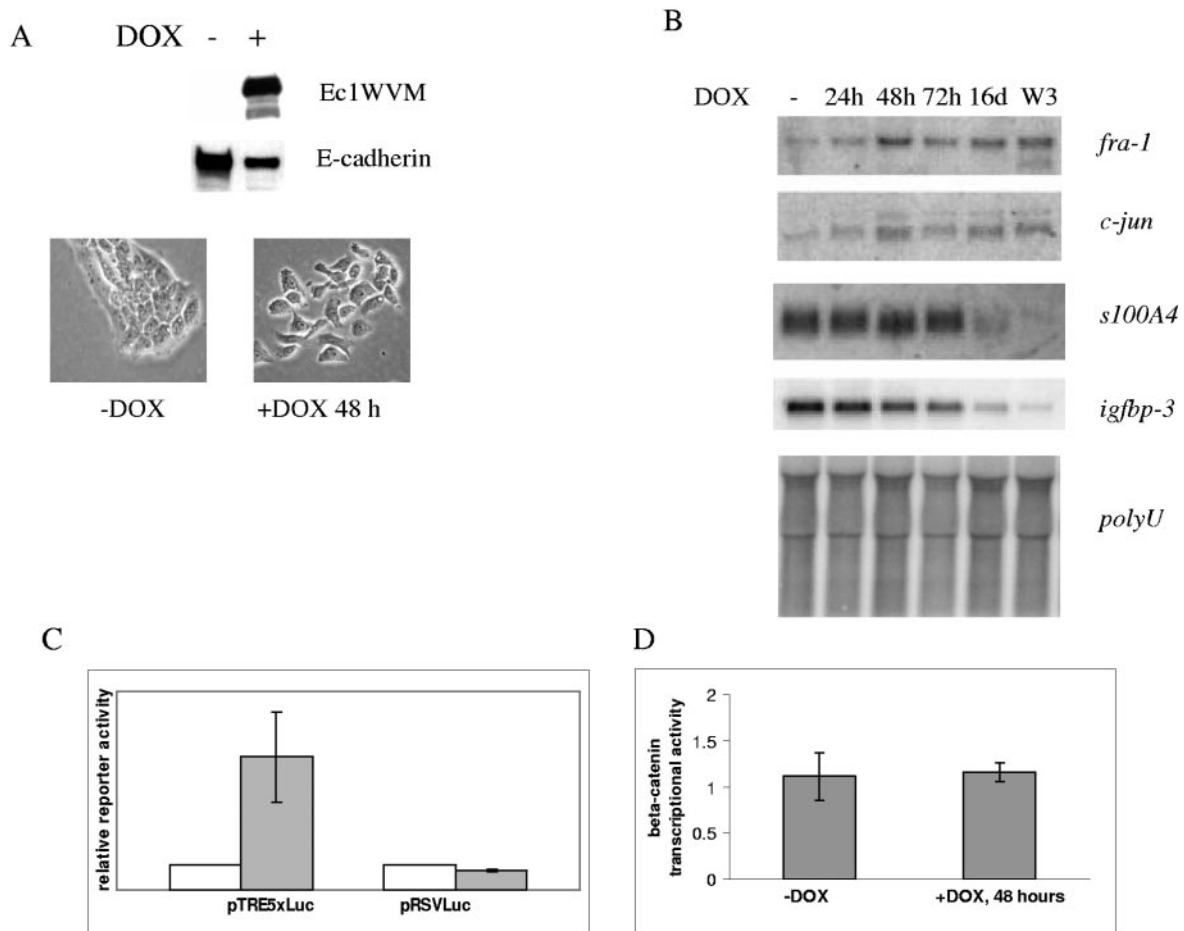 A
DOX - +
Ec1WVM
E-cadherin
-DOX
+DOX 48 h
B
DOX - 24h 48h 72h 16d W3
fra-1
c-jun
s100A4
igfbp-3
polyU
C
relative reporter activity
pTRE5xLuc
pRSVLuc
D
beta-catenin
transcriptional activity
2
1.5
1
0.5
0
-DOX
+DOX, 48 hours